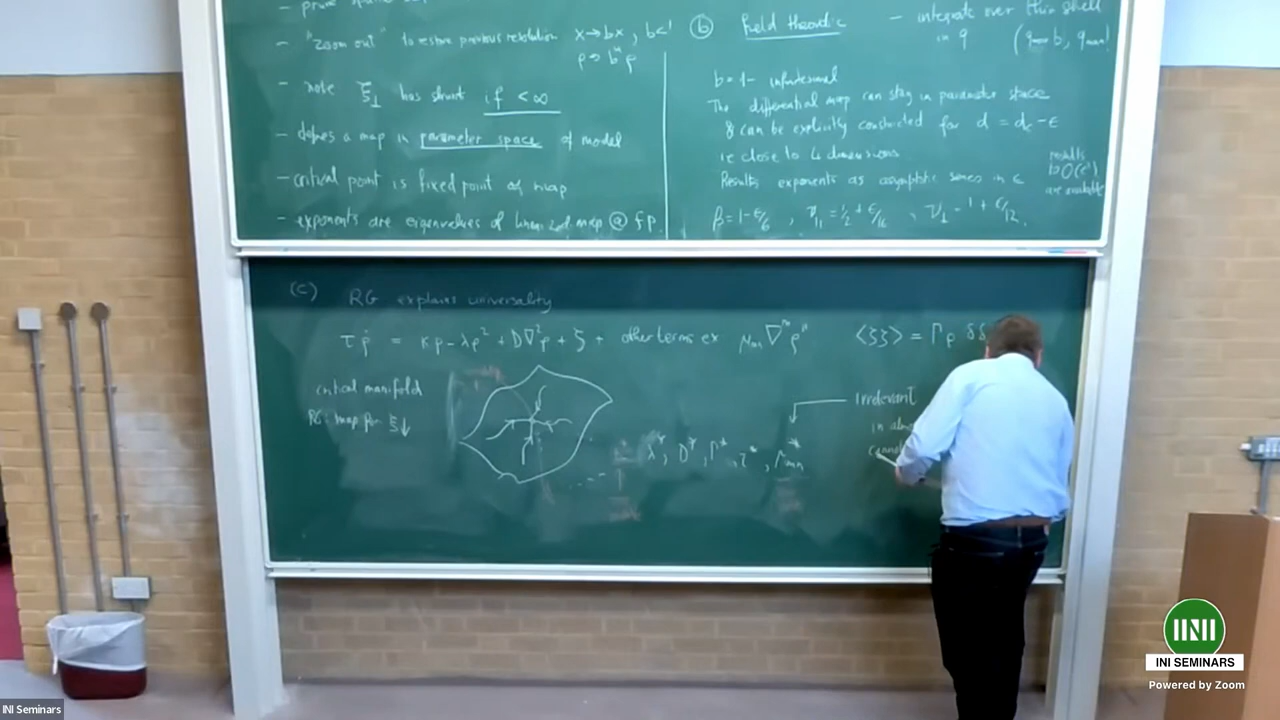 - "zoom out" to restore previous resolution x→bx, b<1
ρ→b ρ
- note ξ⊥ has shrunk if < ∞
- defines a map in parameter space of model
- critical point is fixed point of map
- exponents are eigenvalues of linearized map @ f.p.
(b) Field theoretic
- integrate over thin shell
in q
b = 1 - infinitesimal
The differential map can stay in parameter space
& can be explicitly constructed for d = dc - ε
ie close to 4 dimensions
Results exponents as asymptotic series in ε
results
to O(ε²)
are available
β = 1 - ε/6 , ν∥ = 1/2 + ε/16 , ν⊥ = 1 + ε/12 .
(c) RG explains universality
τρ̇ = κρ - λρ² + D∇²ρ + ζ + other terms ex μₘₙ∇ᵐρⁿ
<ζζ> = Γρ δδ
critical manifold
RG: map for ξ↓
λ*, D*, Γ*, τ*,
Irrelevant
in